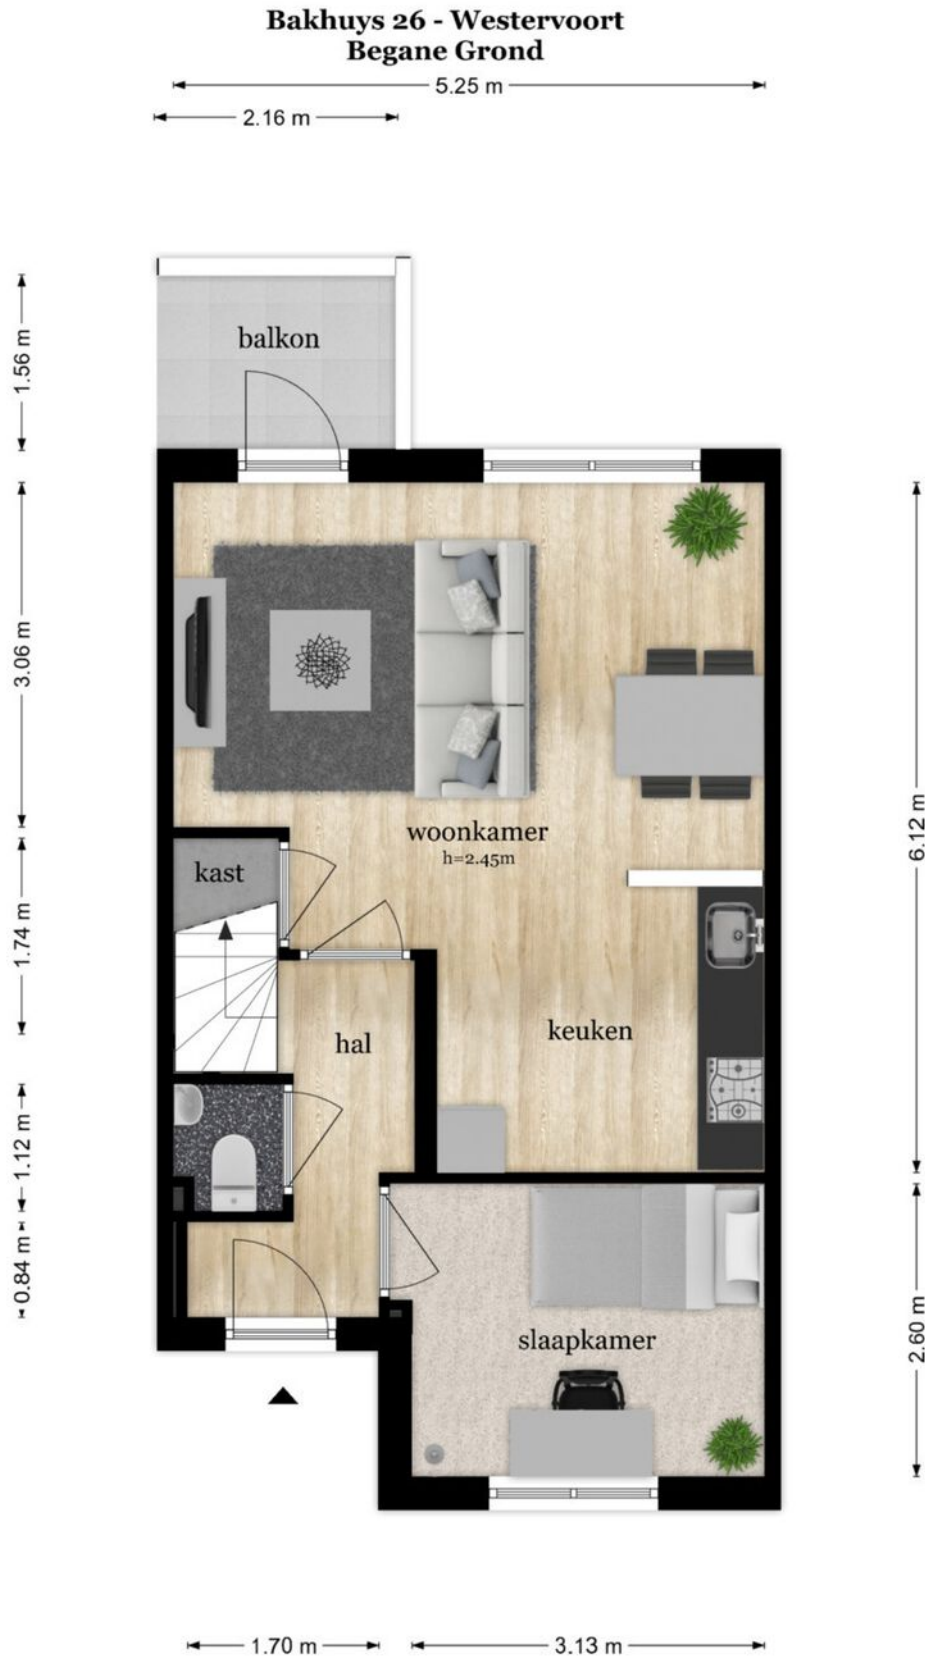 Bakhuys 26 - Westervoort
Begane Grond
5.25 m
2.16 m
balkon
1.56 m
3.06 m
woonkamer
h=2.45m
6.12 m
kast
1.74 m
hal
keuken
1.12 m
0.84 m
slaapkamer
2.60 m
1.70 m
3.13 m